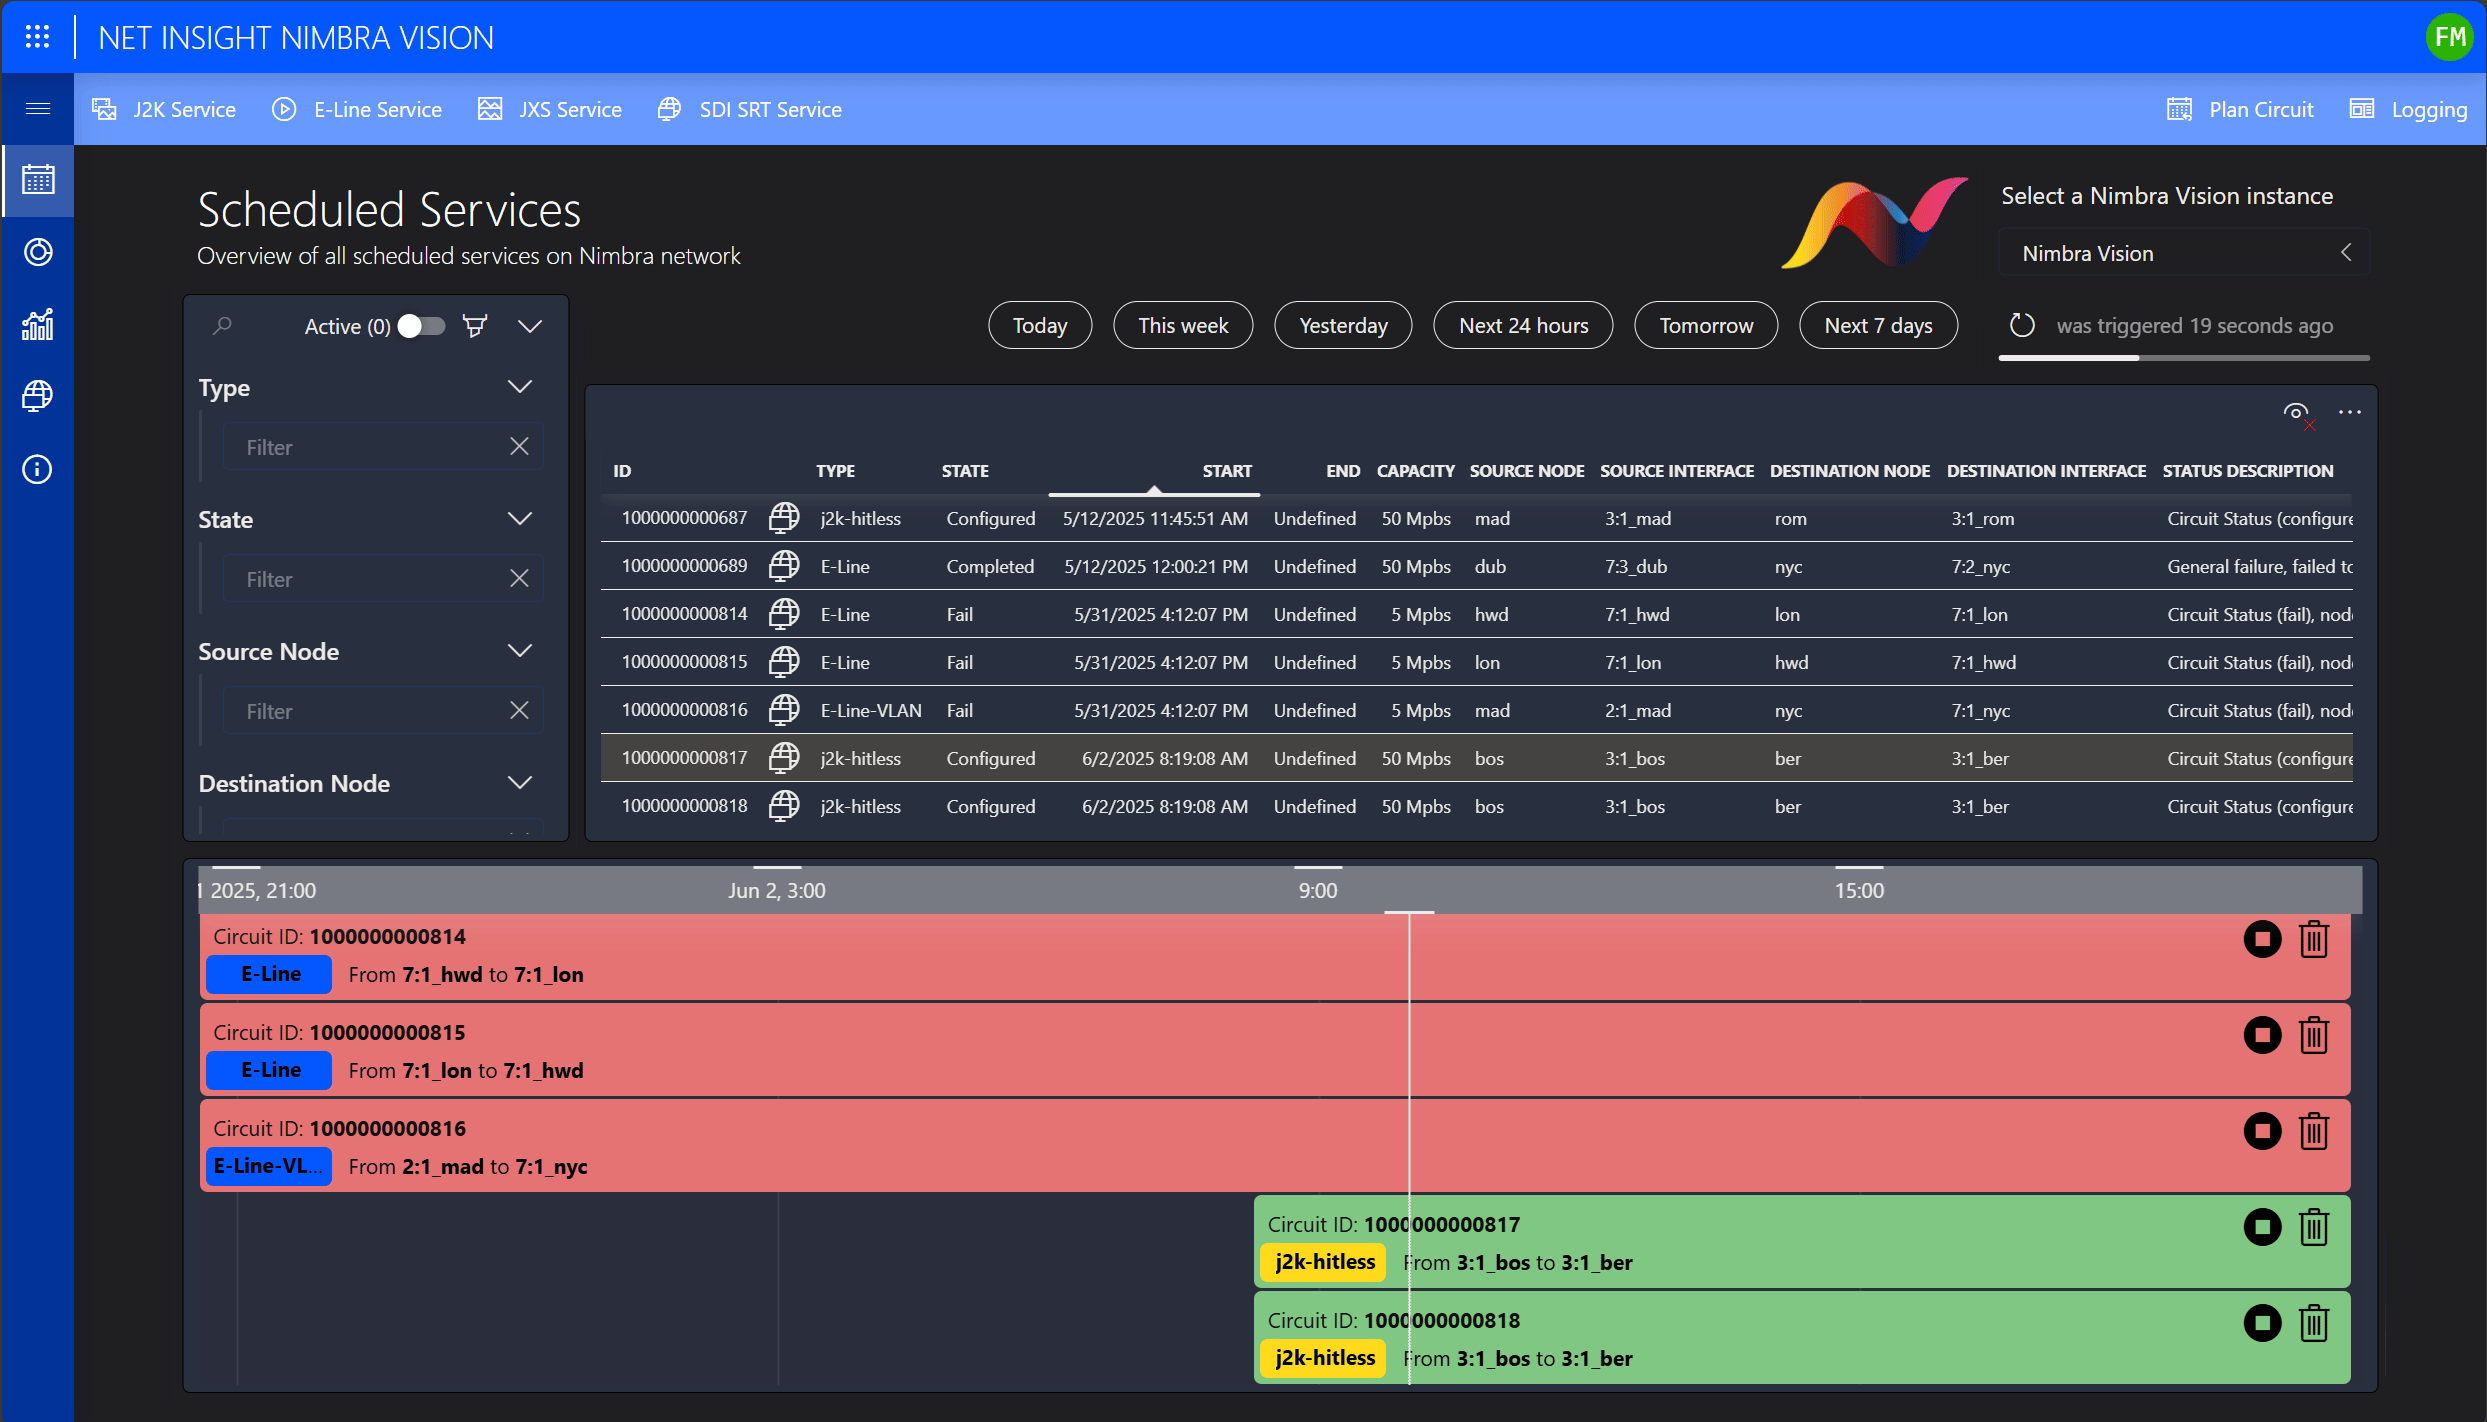 NET INSIGHT NIMBRA VISION
FM
J2K Service
E-Line Service
JXS Service
SDI SRT Service
Plan Circuit
Logging
Scheduled Services
Overview of all scheduled services on Nimbra network
Select a Nimbra Vision instance
Nimbra Vision
Active (0)
Today
This week
Yesterday
Next 24 hours
Tomorrow
Next 7 days
was triggered 19 seconds ago
Type
Filter
State
Filter
Source Node
Filter
Destination Node
ID TYPE STATE START END CAPACITY SOURCE NODE SOURCE INTERFACE DESTINATION NODE DESTINATION INTERFACE STATUS DESCRIPTION
1000000000687 j2k-hitless Configured 5/12/2025 11:45:51 AM Undefined 50 Mpbs mad 3:1_mad rom 3:1_rom Circuit Status (configure
1000000000689 E-Line Completed 5/12/2025 12:00:21 PM Undefined 50 Mpbs dub 7:3_dub nyc 7:2_nyc General failure, failed to
1000000000814 E-Line Fail 5/31/2025 4:12:07 PM Undefined 5 Mpbs hwd 7:1_hwd lon 7:1_lon Circuit Status (fail), nod
1000000000815 E-Line Fail 5/31/2025 4:12:07 PM Undefined 5 Mpbs lon 7:1_lon hwd 7:1_hwd Circuit Status (fail), nod
1000000000816 E-Line-VLAN Fail 5/31/2025 4:12:07 PM Undefined 5 Mpbs mad 2:1_mad nyc 7:1_nyc Circuit Status (fail), nod
1000000000817 j2k-hitless Configured 6/2/2025 8:19:08 AM Undefined 50 Mpbs bos 3:1_bos ber 3:1_ber Circuit Status (configure
1000000000818 j2k-hitless Configured 6/2/2025 8:19:08 AM Undefined 50 Mpbs bos 3:1_bos ber 3:1_ber Circuit Status (configure
1 2025, 21:00
Jun 2, 3:00
9:00
15:00
Circuit ID: 1000000000814
E-Line From 7:1_hwd to 7:1_lon
Circuit ID: 1000000000815
E-Line From 7:1_lon to 7:1_hwd
Circuit ID: 1000000000816
E-Line-VL... From 2:1_mad to 7:1_nyc
Circuit ID: 1000000000817
j2k-hitless From 3:1_bos to 3:1_ber
Circuit ID: 1000000000818
j2k-hitless From 3:1_bos to 3:1_ber